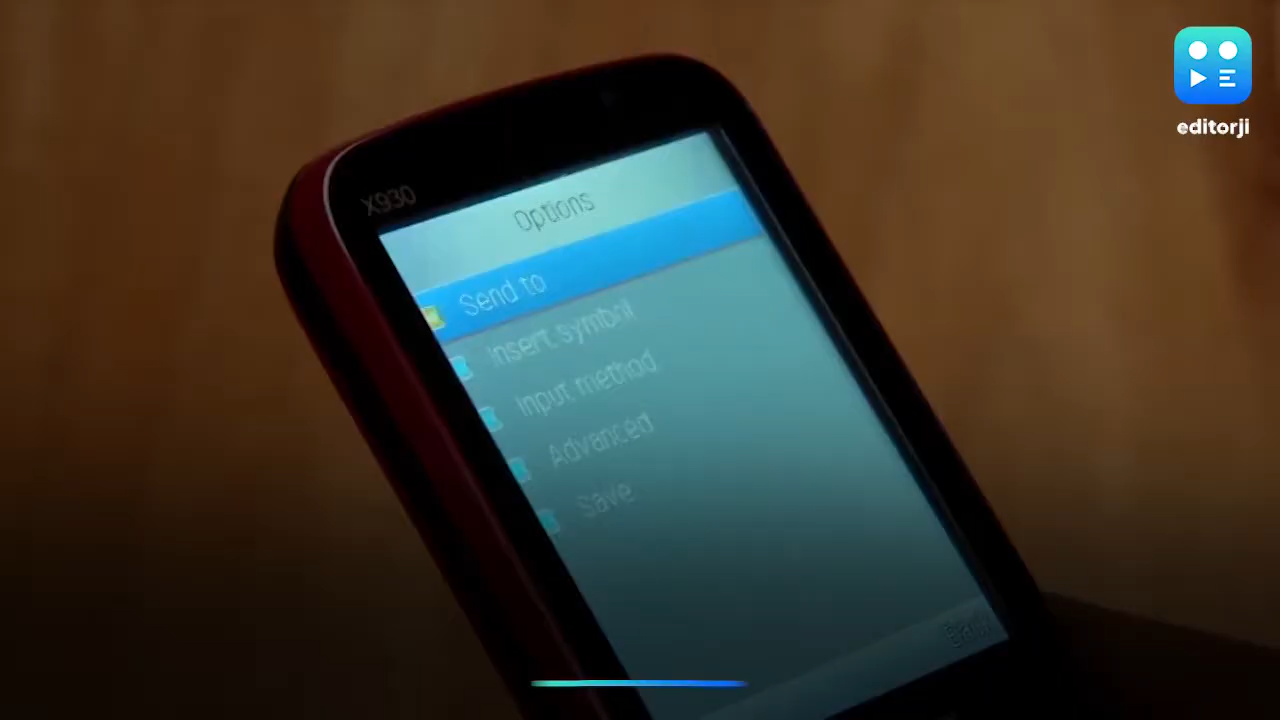 editorji
X930
Options
Send to
Insert symbol
Input method
Advanced
Save